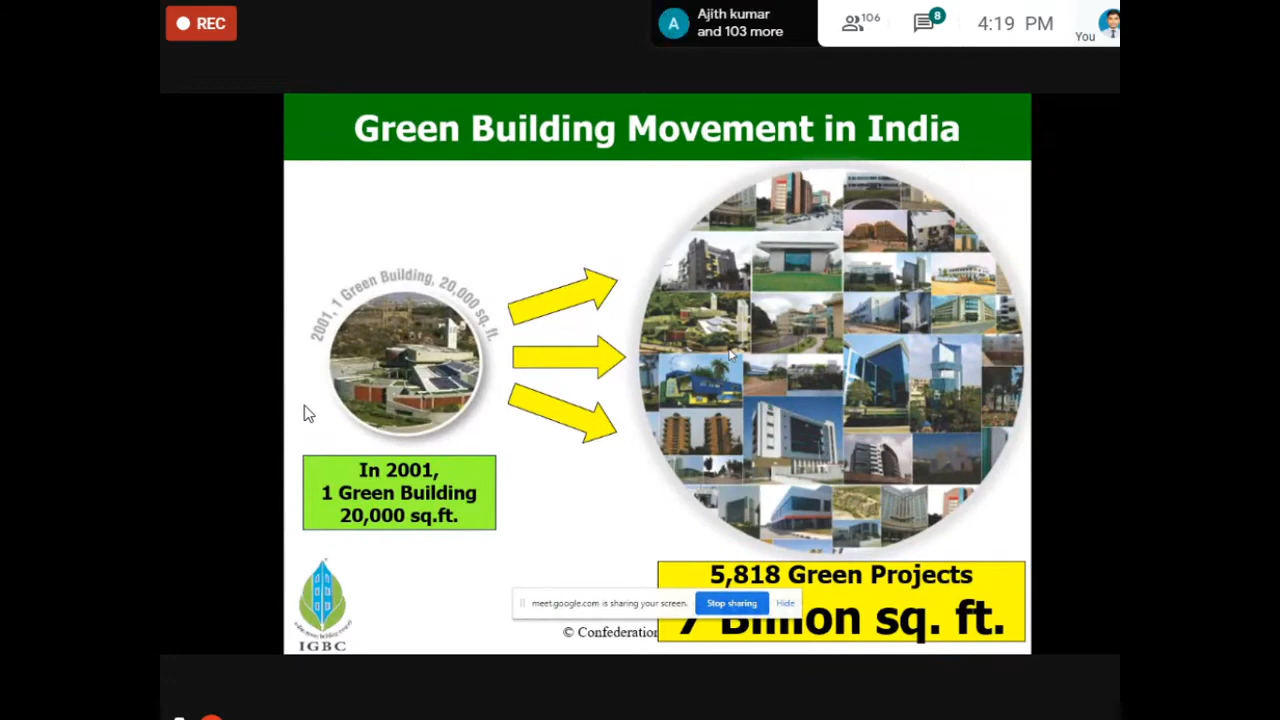 REC
A
Ajith kumar
and 103 more
106
8
4:19 PM
You
Green Building Movement in India
2001, 1 Green Building, 20,000 sq. ft.
In 2001,
1 Green Building
20,000 sq.ft.
5,818 Green Projects
7 Billion sq. ft.
meet.google.com is sharing your screen.
Stop sharing
Hide
© Confederation
IGBC